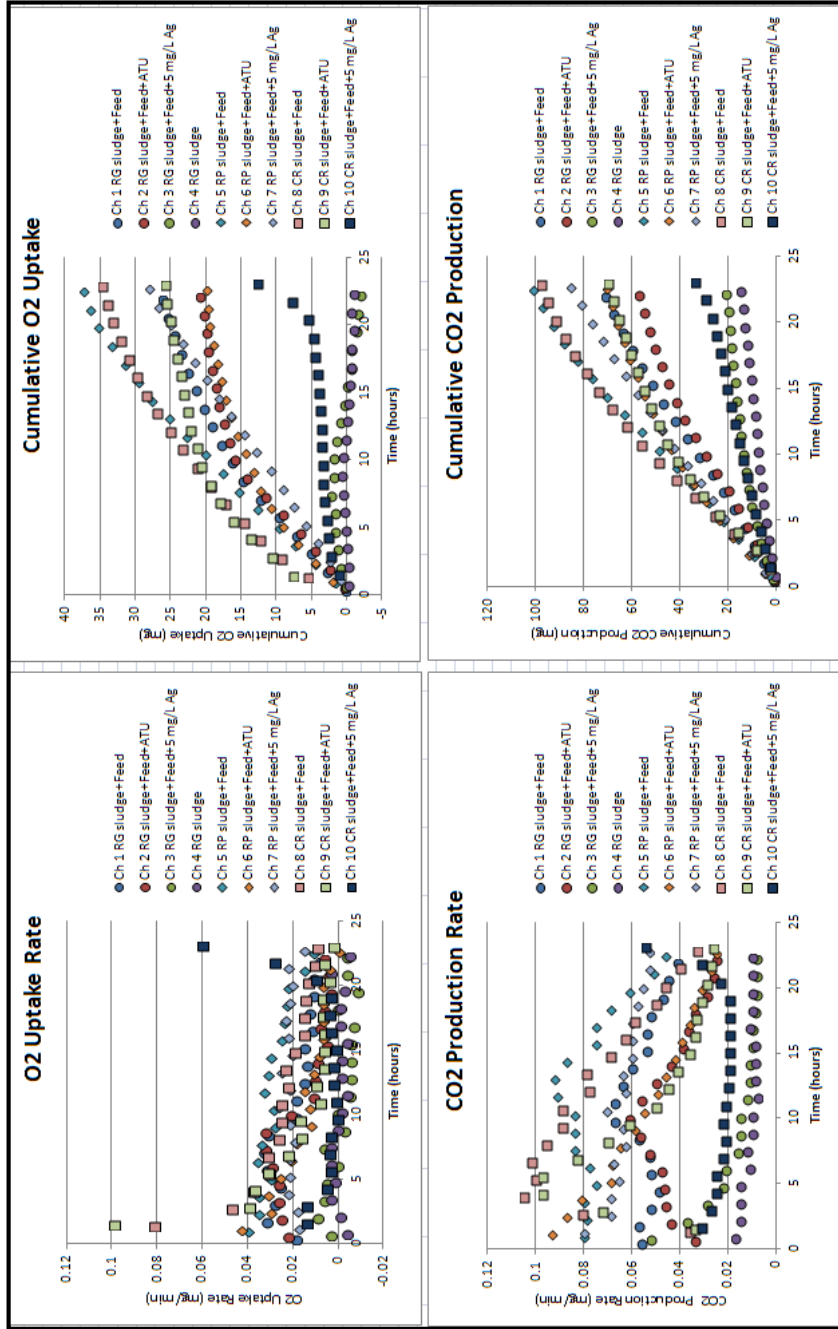 O2 Uptake Rate
O2 Uptake Rate (mg/min)
0.12
0.1
0.08
0.06
0.04
0.02
0
-0.02
0
5
10
15
20
25
Time (hours)
Ch 1 RG sludge+Feed
Ch 2 RG sludge+Feed+ATU
Ch 3 RG sludge+Feed+5 mg/L Ag
Ch 4 RG sludge
Ch 5 RP sludge+Feed
Ch 6 RP sludge+Feed+ATU
Ch 7 RP sludge+Feed+5 mg/L Ag
Ch 8 CR sludge+Feed
Ch 9 CR sludge+Feed+ATU
Ch 10 CR sludge+Feed+5 mg/L Ag
Cumulative O2 Uptake
Cumulative O2 Uptake (mg)
40
35
30
25
20
15
10
5
0
-5
0
5
10
15
20
25
Time (hours)
Ch 1 RG sludge+Feed
Ch 2 RG sludge+Feed+ATU
Ch 3 RG sludge+Feed+5 mg/L Ag
Ch 4 RG sludge
Ch 5 RP sludge+Feed
Ch 6 RP sludge+Feed+ATU
Ch 7 RP sludge+Feed+5 mg/L Ag
Ch 8 CR sludge+Feed
Ch 9 CR sludge+Feed+ATU
Ch 10 CR sludge+Feed+5 mg/L Ag
CO2 Production Rate
CO2 Production Rate (mg/min)
0.12
0.1
0.08
0.06
0.04
0.02
0
0
5
10
15
20
25
Time (hours)
Ch 1 RG sludge+Feed
Ch 2 RG sludge+Feed+ATU
Ch 3 RG sludge+Feed+5 mg/L Ag
Ch 4 RG sludge
Ch 5 RP sludge+Feed
Ch 6 RP sludge+Feed+ATU
Ch 7 RP sludge+Feed+5 mg/L Ag
Ch 8 CR sludge+Feed
Ch 9 CR sludge+Feed+ATU
Ch 10 CR sludge+Feed+5 mg/L Ag
Cumulative CO2 Production
Cumulative CO2 Production (mg)
120
100
80
60
40
20
0
0
5
10
15
20
25
Time (hours)
Ch 1 RG sludge+Feed
Ch 2 RG sludge+Feed+ATU
Ch 3 RG sludge+Feed+5 mg/L Ag
Ch 4 RG sludge
Ch 5 RP sludge+Feed
Ch 6 RP sludge+Feed+ATU
Ch 7 RP sludge+Feed+5 mg/L Ag
Ch 8 CR sludge+Feed
Ch 9 CR sludge+Feed+ATU
Ch 10 CR sludge+Feed+5 mg/L Ag